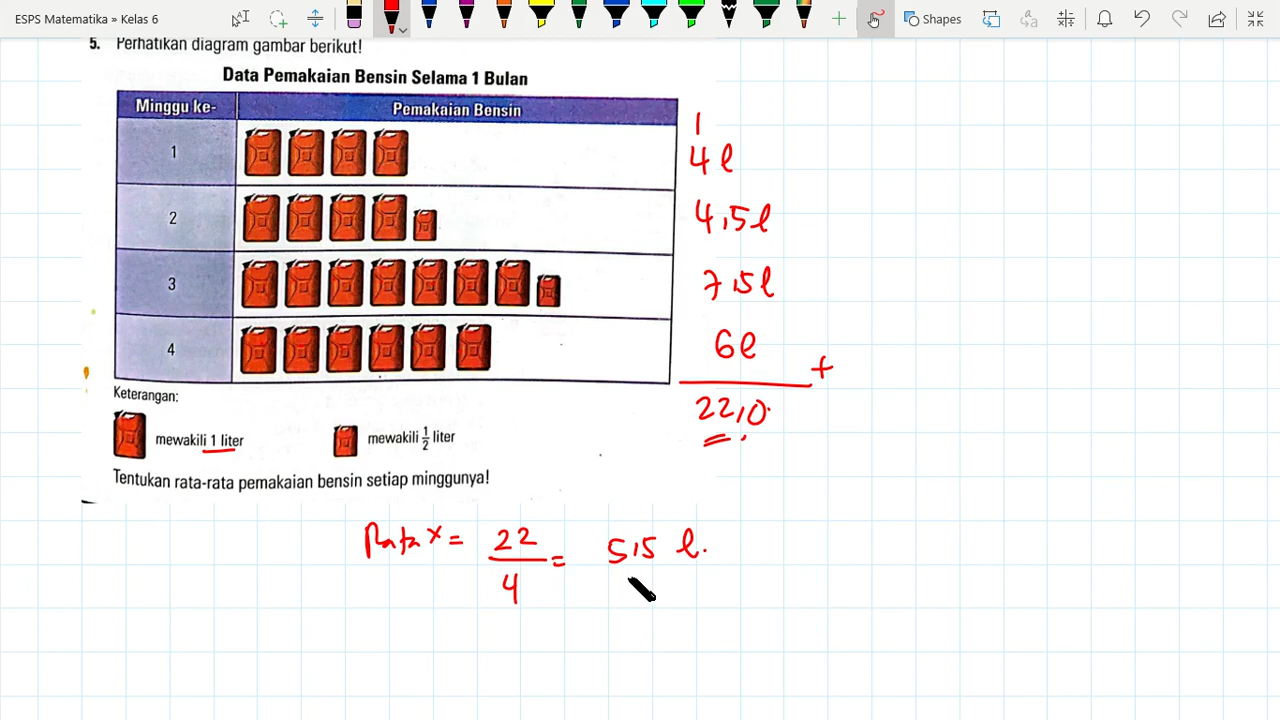 ESPS Matematika » Kelas 6
Shapes
5. Perhatikan diagram gambar berikut!
Data Pemakaian Bensin Selama 1 Bulan
Minggu ke-
Pemakaian Bensin
1
1
4 l
2
4,5 l
3
7,5 l
4
6 l
+
22,0
Keterangan:
mewakili 1 liter
mewakili 1/2 liter
Tentukan rata-rata pemakaian bensin setiap minggunya!
Rata x = 22/4 = 5,5 l.